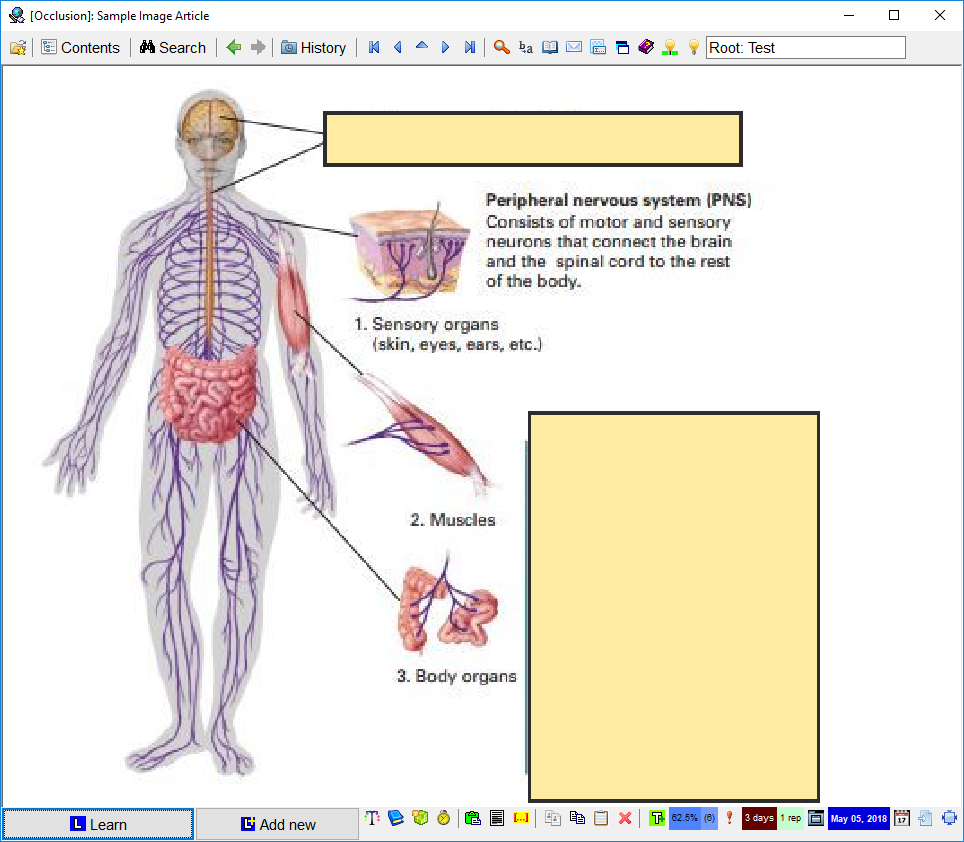 [Occlusion]: Sample Image Article
Contents Search History Root: Test
Peripheral nervous system (PNS)
Consists of motor and sensory
neurons that connect the brain
and the spinal cord to the rest
of the body.
1. Sensory organs
(skin, eyes, ears, etc.)
2. Muscles
3. Body organs
Learn Add new 62.5% (6) 3 days 1 rep May 05, 2018 17